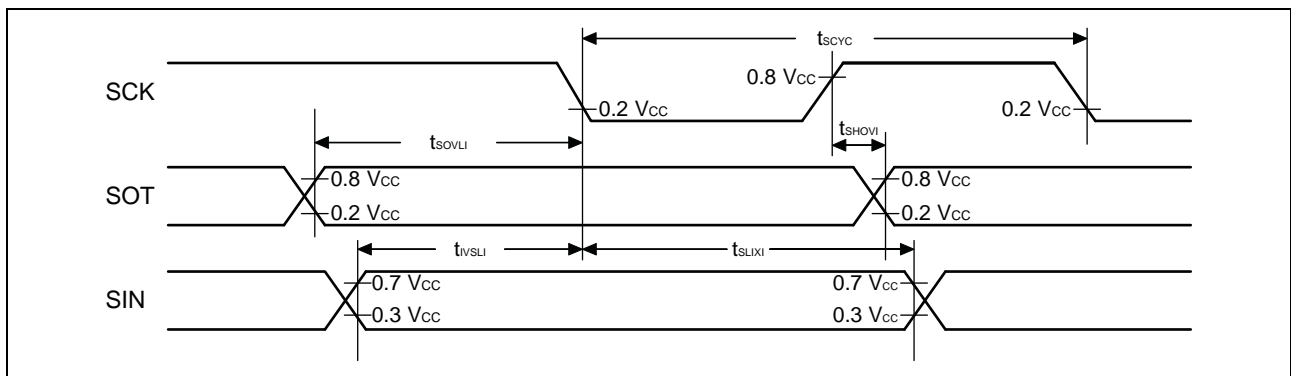 tSCYC
SCK
0.8 VCC
0.2 VCC
0.2 VCC
tSHOVI
tSOVLI
SOT
0.8 VCC
0.8 VCC
0.2 VCC
0.2 VCC
tIVSLI
tSLIXI
SIN
0.7 VCC
0.7 VCC
0.3 VCC
0.3 VCC